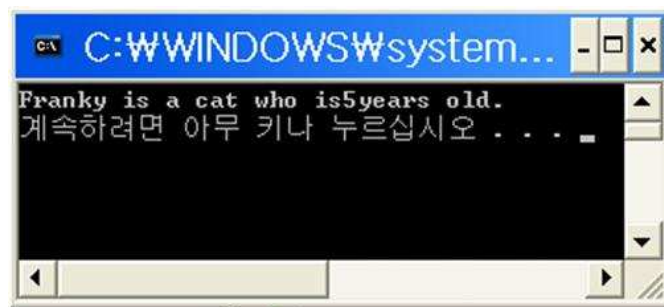 C:\ C:₩WINDOWS₩system...
Franky is a cat who is5years old.
계속하려면 아무 키나 누르십시오 . . .